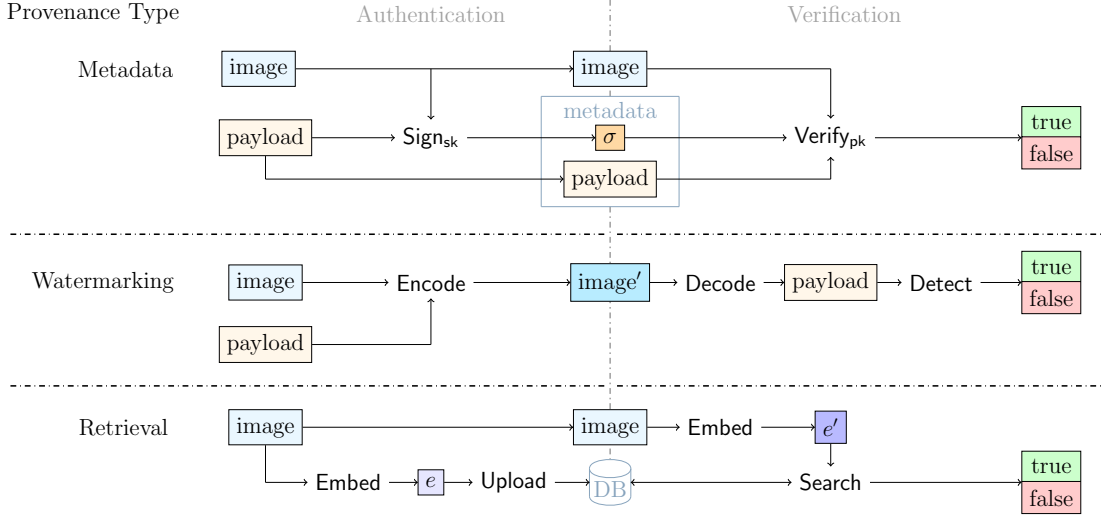 Provenance Type Authentication Verification
Metadata image image
metadata
payload Sign_sk σ Verify_pk true
false
payload
Watermarking image Encode image′ Decode payload Detect true
false
payload
Retrieval image image Embed e′
Embed e Upload DB Search true
false